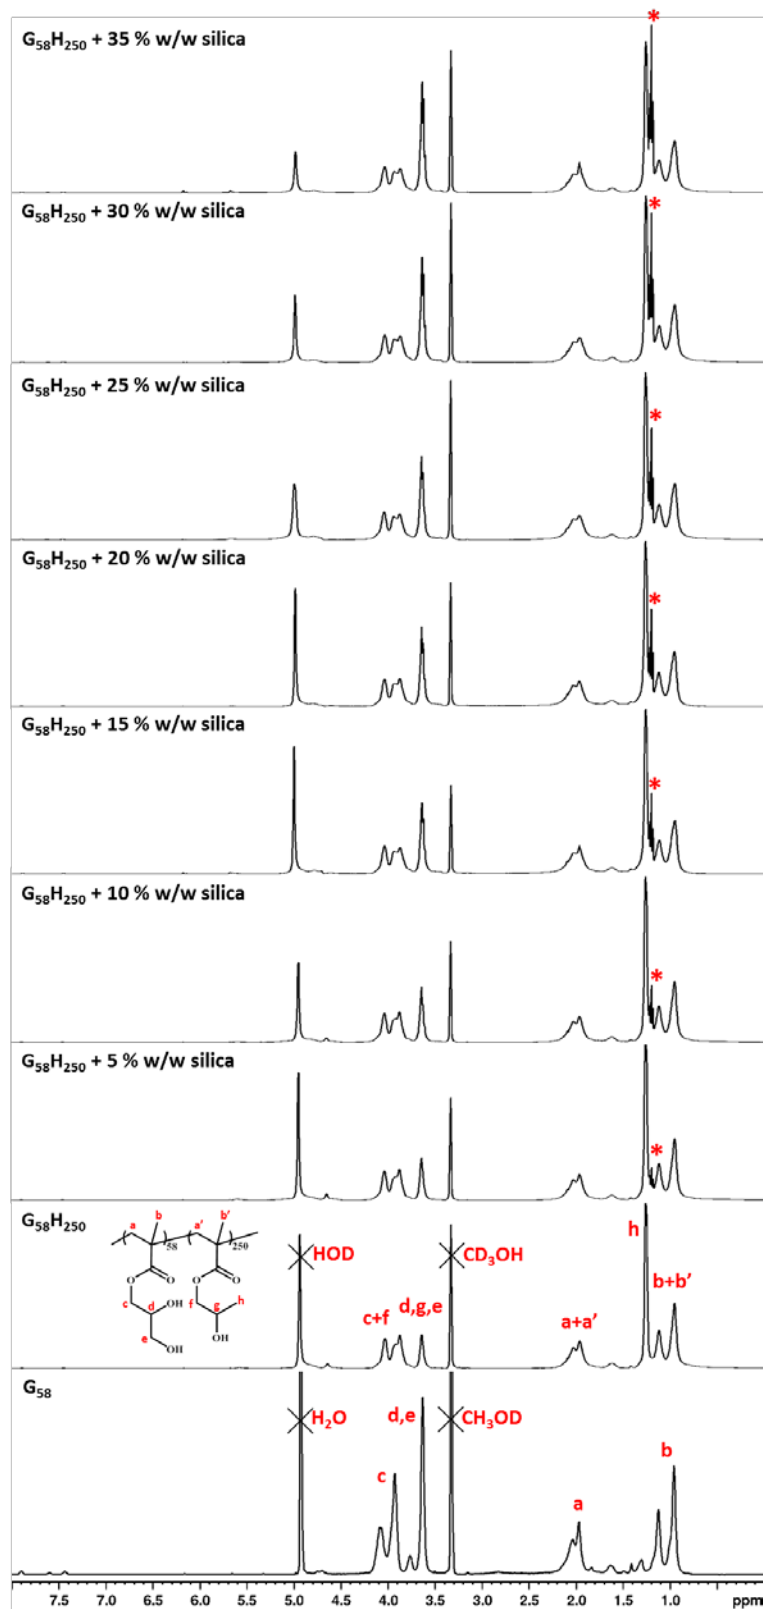 *
G58H250 + 35 % w/w silica
*
G58H250 + 30 % w/w silica
*
G58H250 + 25 % w/w silica
*
G58H250 + 20 % w/w silica
*
G58H250 + 15 % w/w silica
*
G58H250 + 10 % w/w silica
*
G58H250 + 5 % w/w silica
*
G58H250
a b a' b'
58 250
O O O O
c d OH f g h
e OH OH
HOD
CD3OH
c+f
d,g,e
a+a'
h
b+b'
G58
H2O
d,e
CH3OD
c
a
b
7.5 7.0 6.5 6.0 5.5 5.0 4.5 4.0 3.5 3.0 2.5 2.0 1.5 1.0 ppm